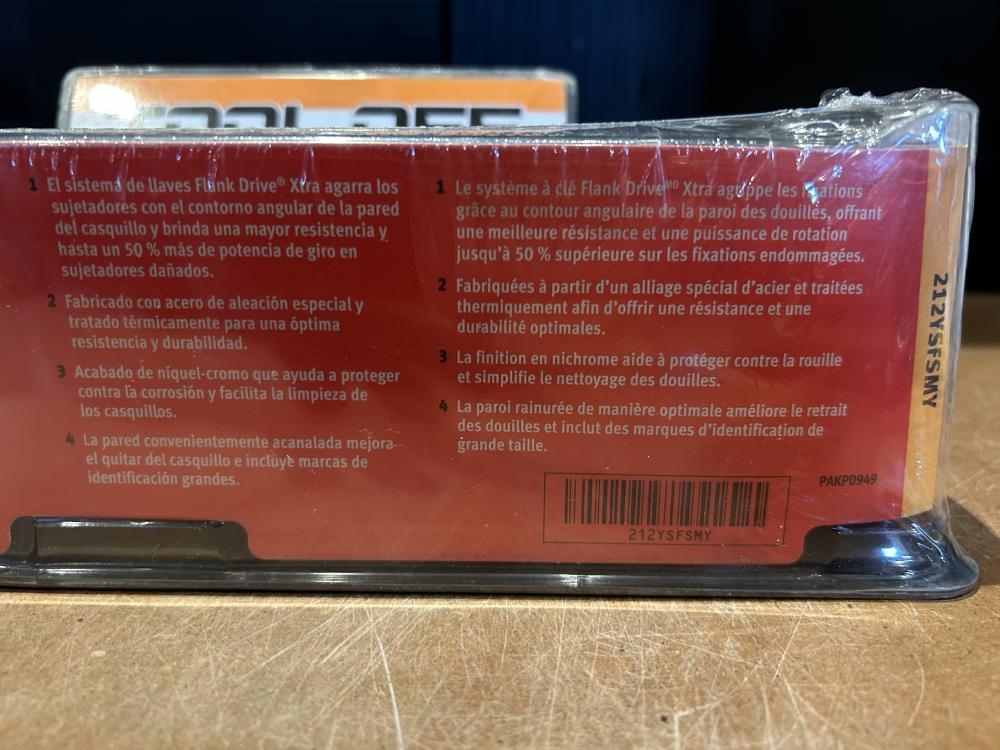 1 El sistema de llaves Flank Drive® Xtra agarra los
sujetadores con el contorno angular de la pared
del casquillo y brinda una mayor resistencia y
hasta un 50 % más de potencia de giro en
sujetadores dañados.
2 Fabricado con acero de aleación especial y
tratado térmicamente para una óptima
resistencia y durabilidad.
3 Acabado de níquel-cromo que ayuda a proteger
contra la corrosión y facilita la limpieza de
los casquillos.
4 La pared convenientemente acanalada mejora
el quitar del casquillo e incluye marcas de
identificación grandes.
1 Le système à clé Flank Drive MD Xtra agrippe les fixations
grâce au contour angulaire de la paroi des douilles, offrant
une meilleure résistance et une puissance de rotation
jusqu'à 50 % supérieure sur les fixations endommagées.
2 Fabriquées à partir d'un alliage spécial d'acier et traitées
thermiquement afin d'offrir une résistance et une
durabilité optimales.
3 La finition en nichrome aide à protéger contre la rouille
et simplifie le nettoyage des douilles.
4 La paroi rainurée de manière optimale améliore le retrait
des douilles et inclut des marques d'identification de
grande taille.
212YSFSMY
PAKPD949
212YSFSMY